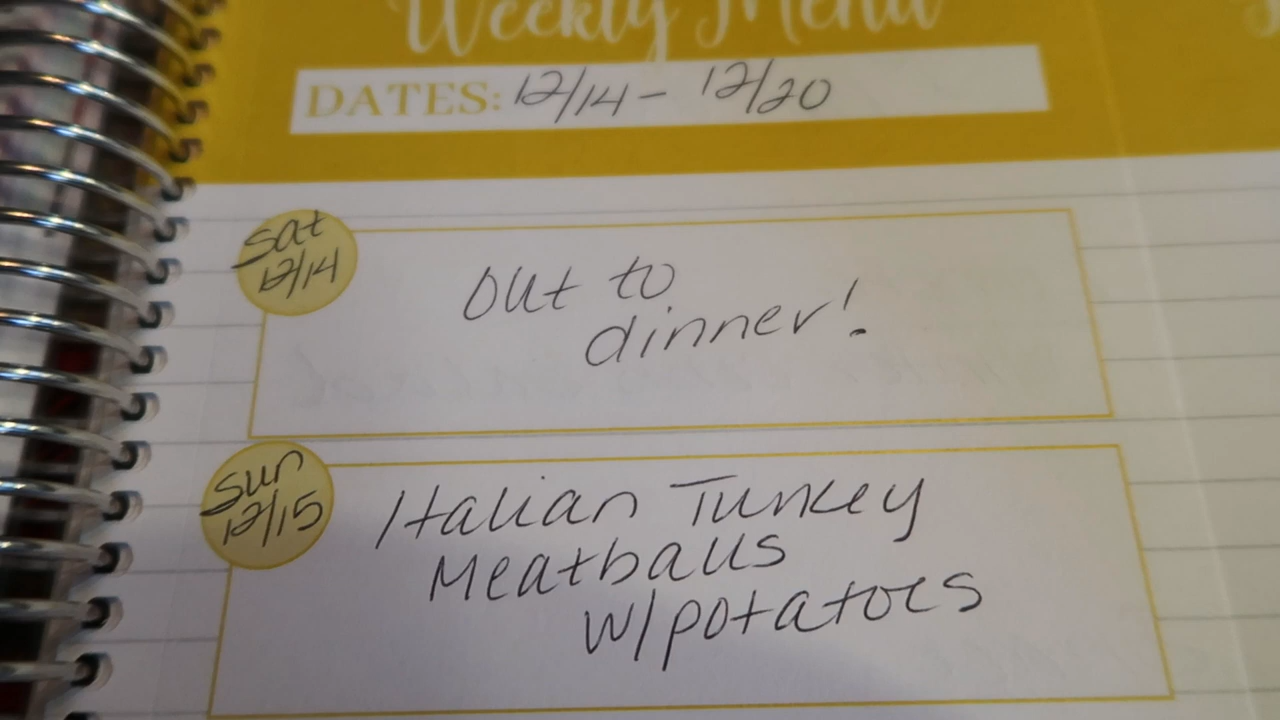 Weekly Menu
DATES: 12/14 - 12/20
Sat
12/14
Out to
dinner!
Sun
12/15
Italian Turkey
Meatballs
w/potatoes